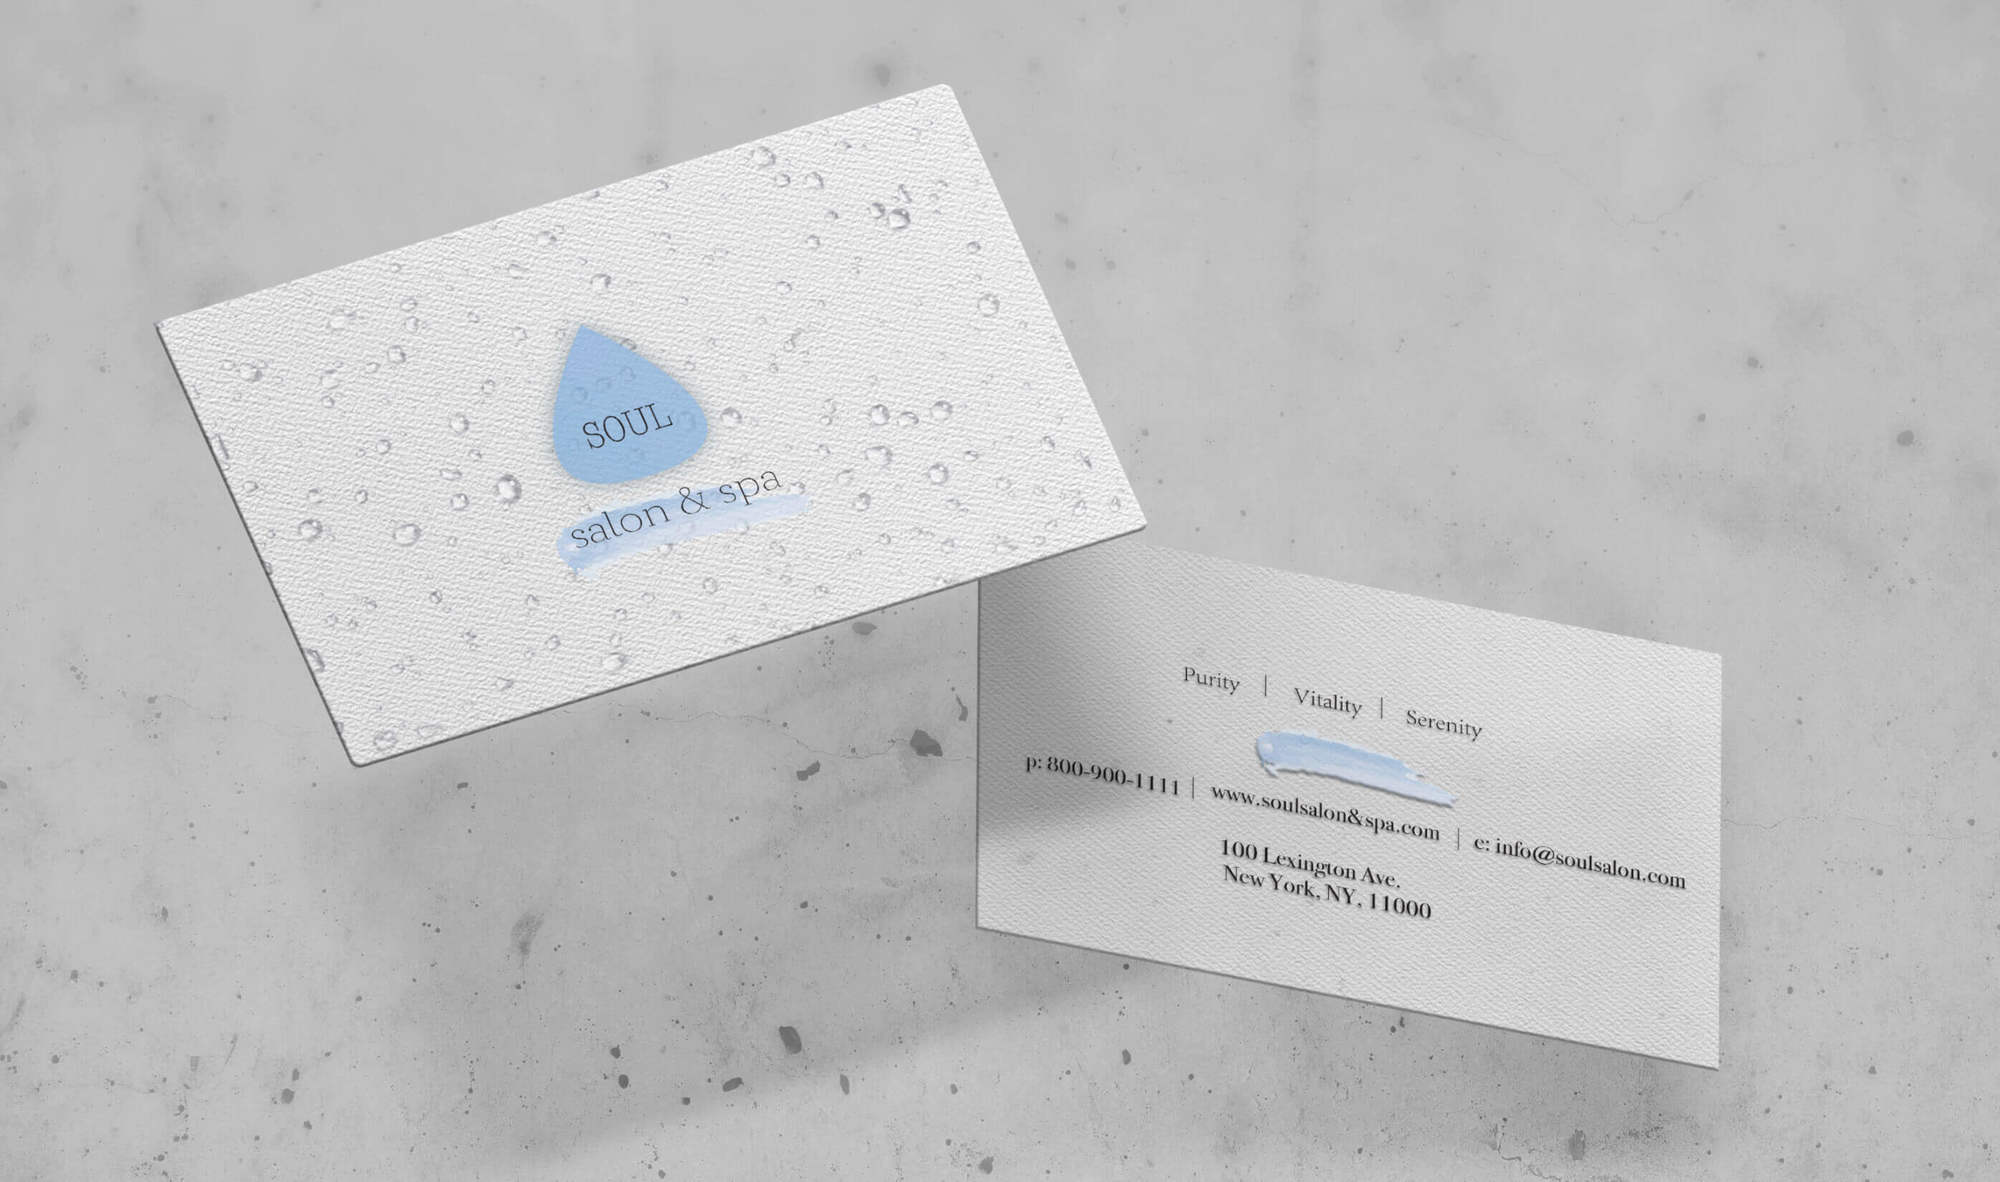 SOUL
salon & spa
Purity | Vitality | Serenity
p: 800-900-1111 | www.soulsalon&spa.com | e: info@soulsalon.com
100 Lexington Ave.
New York, NY, 11000